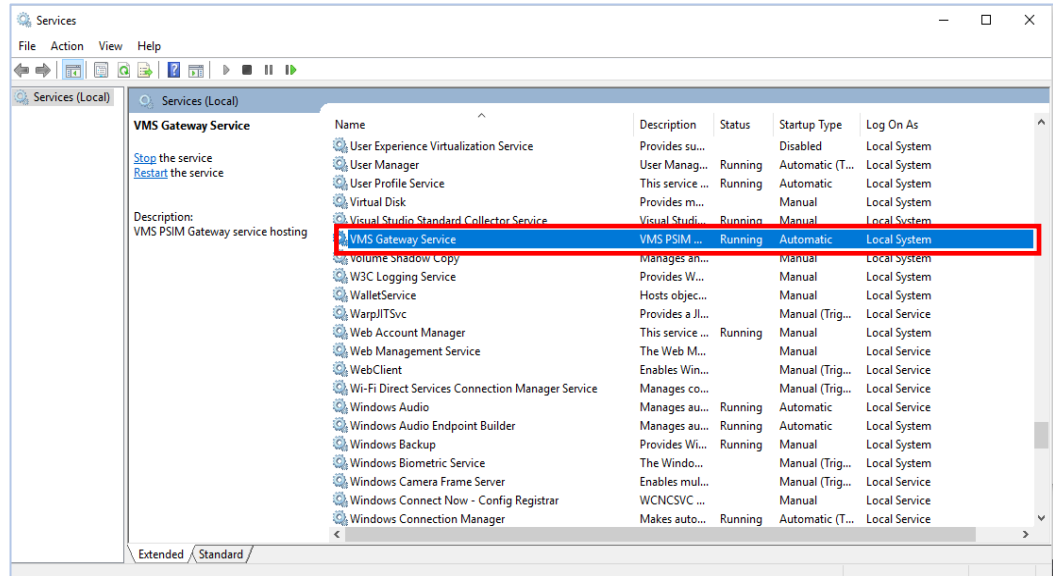 Services
File Action View Help
Services (Local)
Services (Local)
VMS Gateway Service
Stop the service
Restart the service
Description:
VMS PSIM Gateway service hosting
Name Description Status Startup Type Log On As
User Experience Virtualization Service Provides su... Disabled Local System
User Manager User Manag... Running Automatic (T... Local System
User Profile Service This service ... Running Automatic Local System
Virtual Disk Provides m... Manual Local System
Visual Studio Standard Collector Service Visual Studi... Running Manual Local System
VMS Gateway Service VMS PSIM ... Running Automatic Local System
Volume Shadow Copy Manages an... Manual Local System
W3C Logging Service Provides W... Manual Local System
WalletService Hosts objec... Manual Local System
WarpJITSvc Provides a JI... Manual (Trig... Local Service
Web Account Manager This service ... Running Manual Local System
Web Management Service The Web M... Manual Local Service
WebClient Enables Win... Manual (Trig... Local Service
Wi-Fi Direct Services Connection Manager Service Manages co... Manual (Trig... Local Service
Windows Audio Manages au... Running Automatic Local Service
Windows Audio Endpoint Builder Manages au... Running Automatic Local System
Windows Backup Provides Wi... Running Manual Local System
Windows Biometric Service The Windo... Manual (Trig... Local System
Windows Camera Frame Server Enables mul... Manual (Trig... Local Service
Windows Connect Now - Config Registrar WCNCSVC ... Manual Local Service
Windows Connection Manager Makes auto... Running Automatic (T... Local Service
Extended Standard